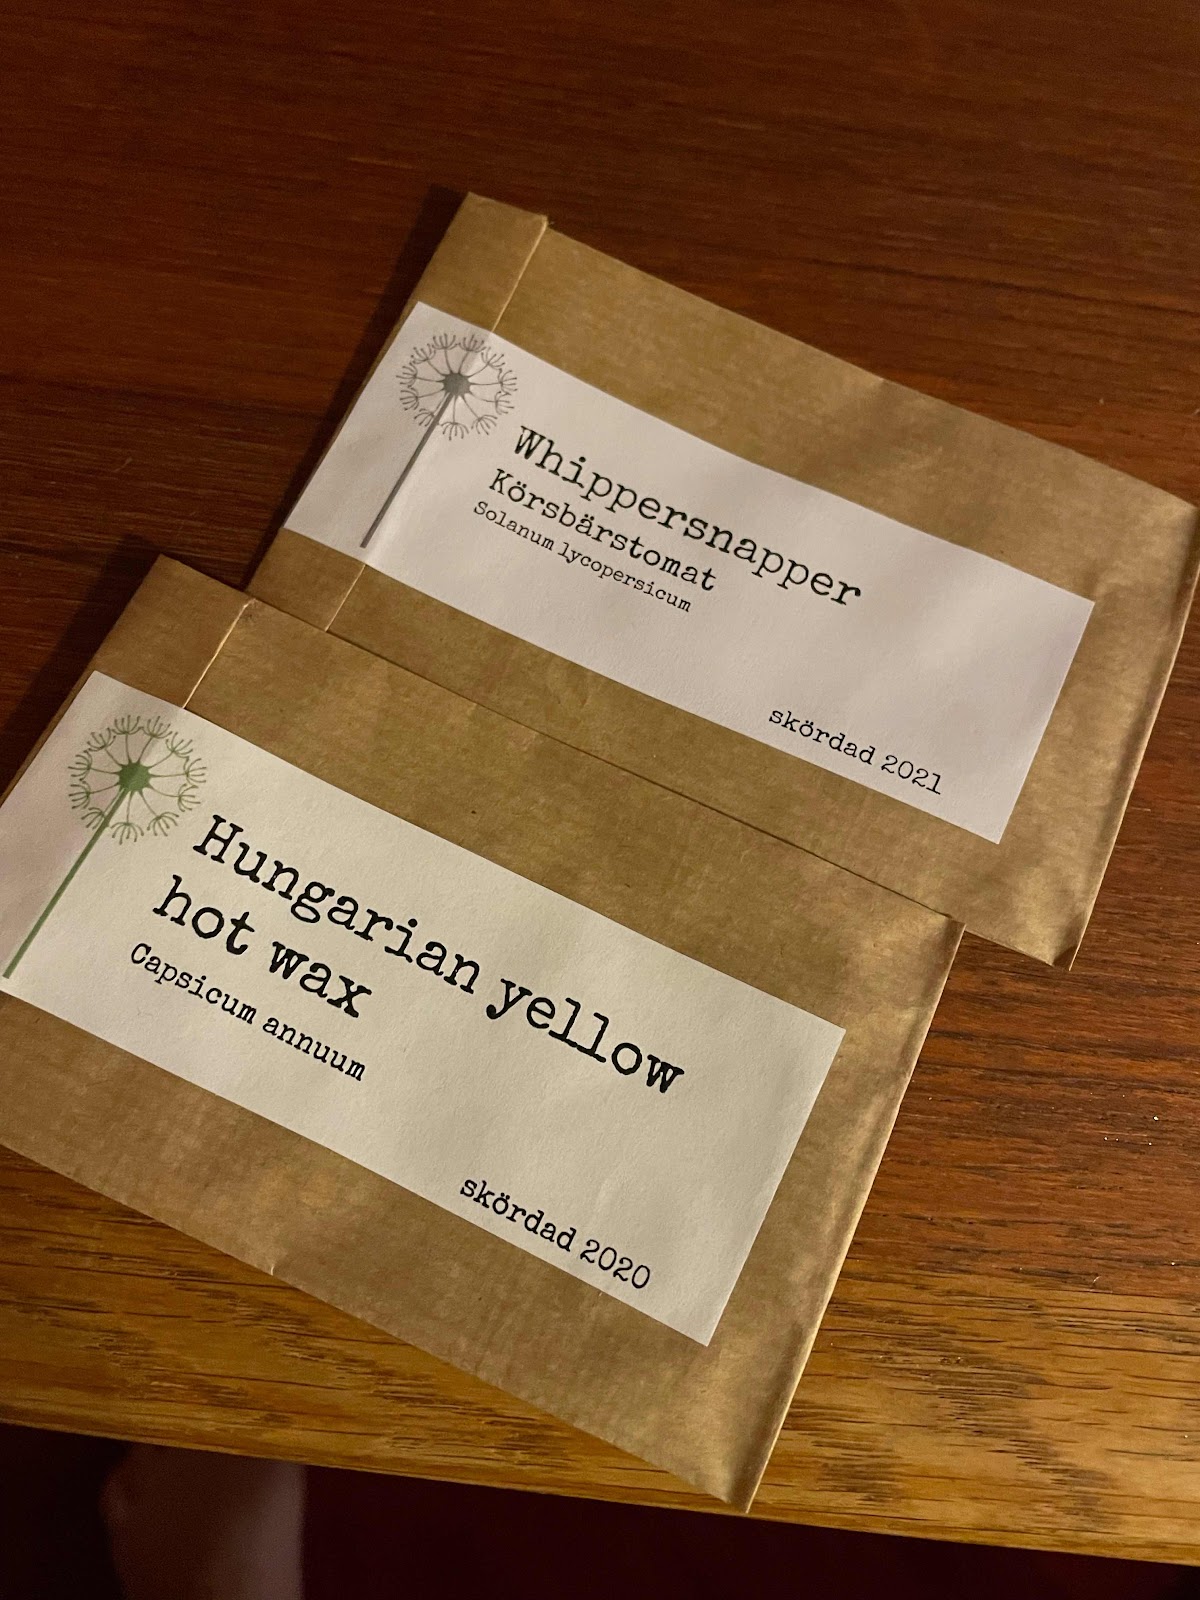 Whippersnapper
Körsbärstomat
Solanum lycopersicum
skördad 2021
Hungarian yellow
hot wax
Capsicum annuum
skördad 2020